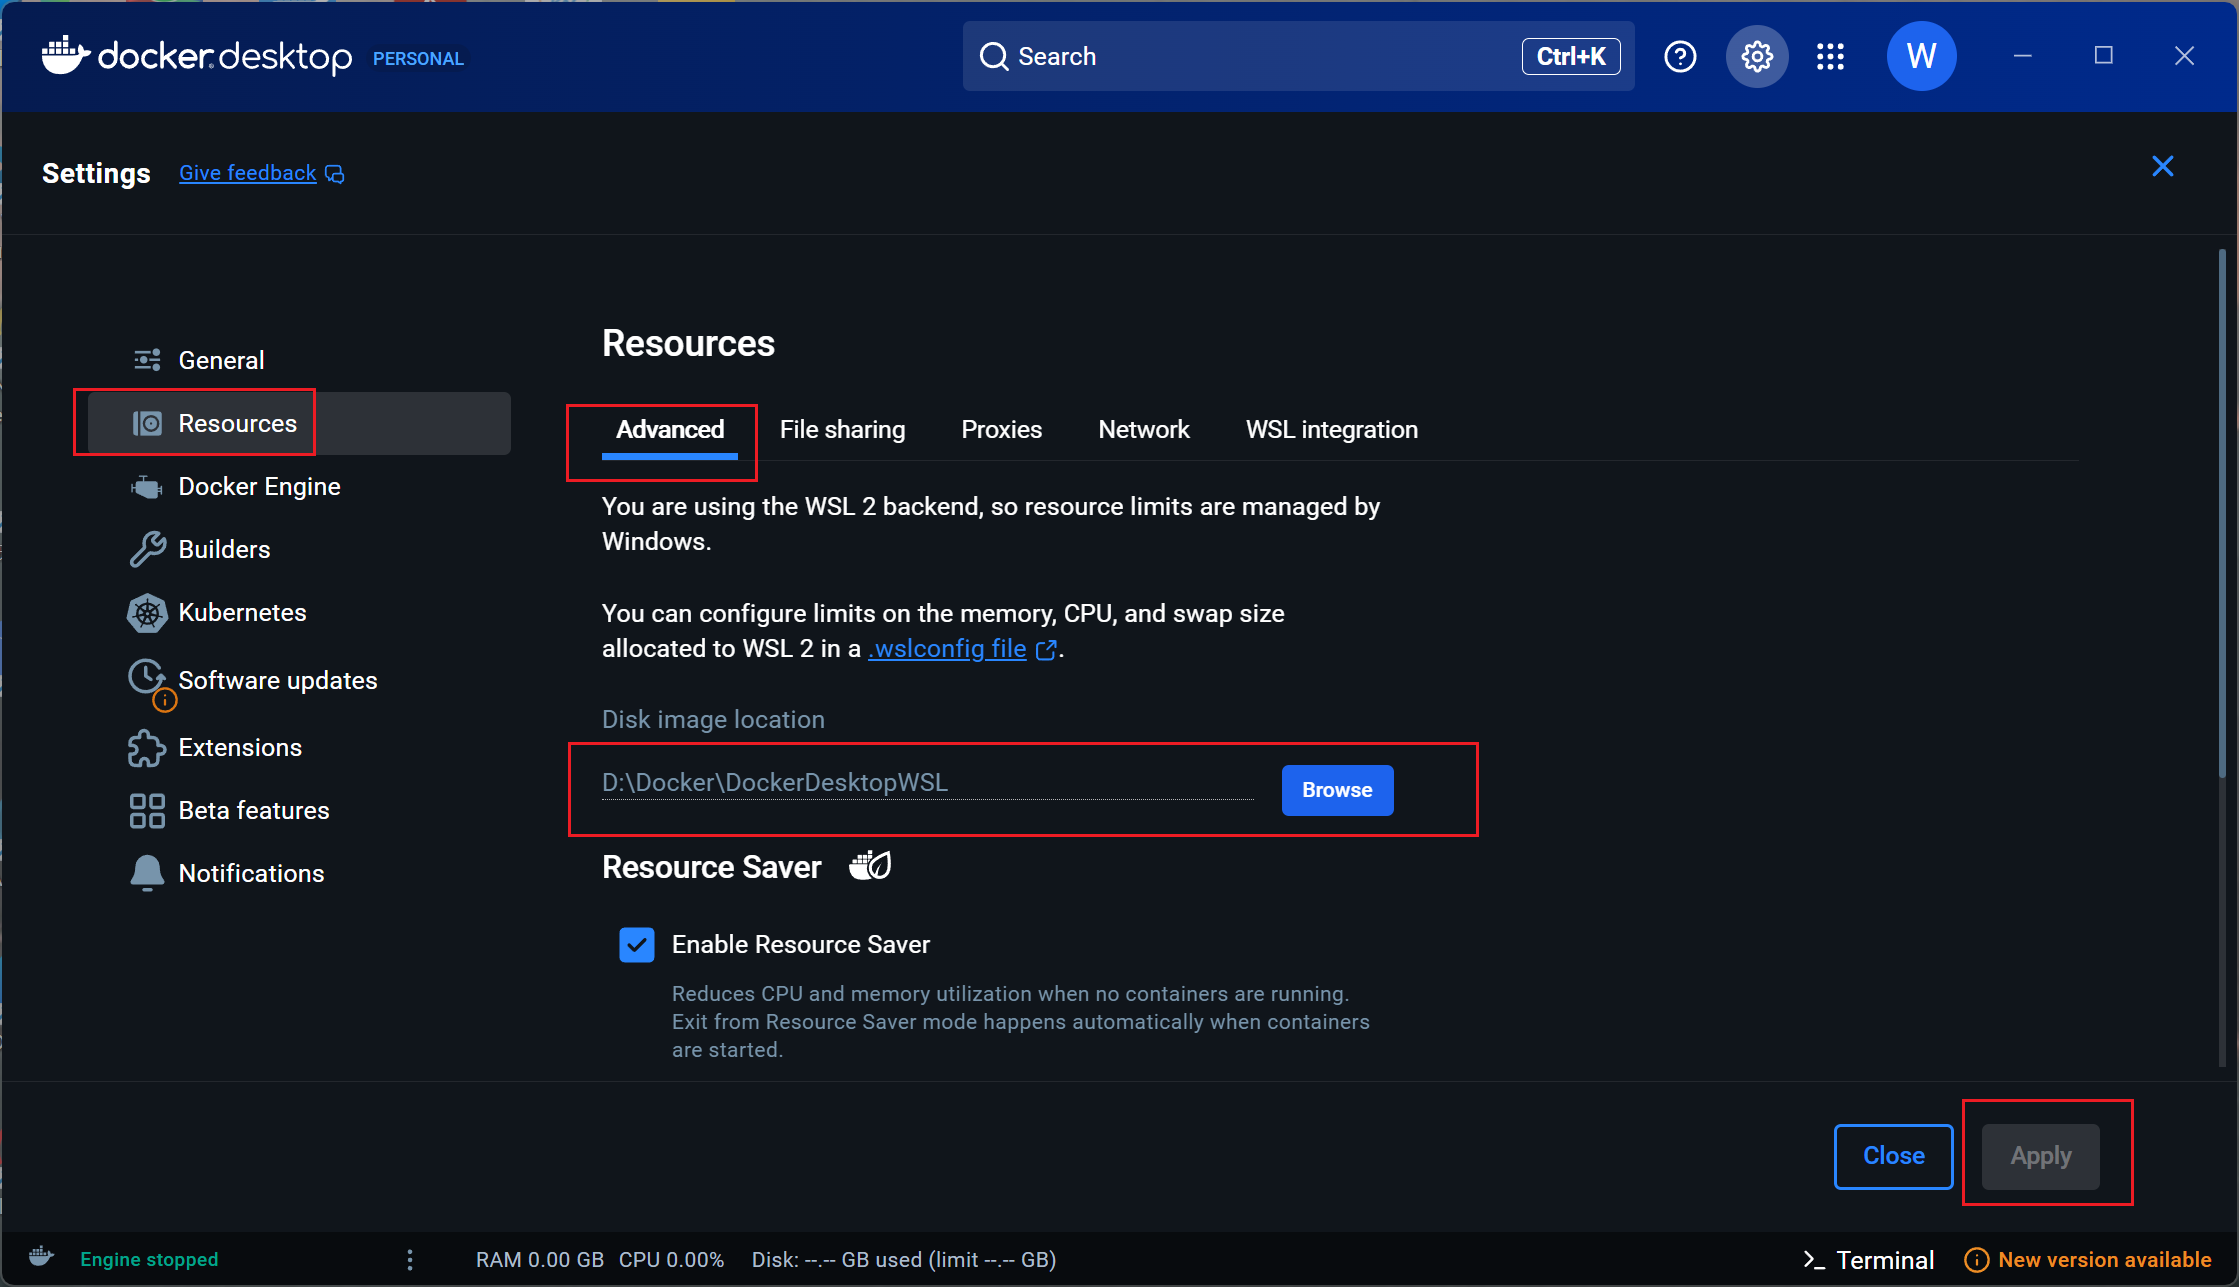 docker.desktop PERSONAL
Search Ctrl+K
W
Settings Give feedback
General
Resources
Docker Engine
Builders
Kubernetes
Software updates
Extensions
Beta features
Notifications
Resources
Advanced File sharing Proxies Network WSL integration
You are using the WSL 2 backend, so resource limits are managed by
Windows.
You can configure limits on the memory, CPU, and swap size
allocated to WSL 2 in a .wslconfig file .
Disk image location
D:\Docker\DockerDesktopWSL Browse
Resource Saver
Enable Resource Saver
Reduces CPU and memory utilization when no containers are running.
Exit from Resource Saver mode happens automatically when containers
are started.
Close Apply
Engine stopped RAM 0.00 GB CPU 0.00% Disk: --.-- GB used (limit --.-- GB) >_ Terminal New version available